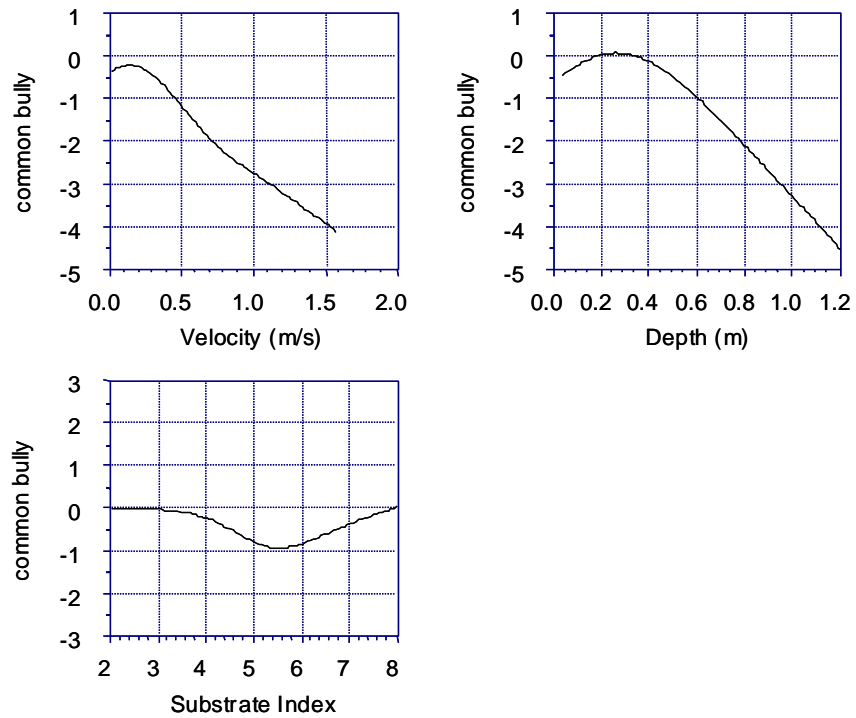 common bully
1
0
-1
-2
-3
-4
-5
0.0 0.5 1.0 1.5 2.0
Velocity (m/s)
common bully
1
0
-1
-2
-3
-4
-5
0.0 0.2 0.4 0.6 0.8 1.0 1.2
Depth (m)
common bully
3
2
1
0
-1
-2
-3
2 3 4 5 6 7 8
Substrate Index